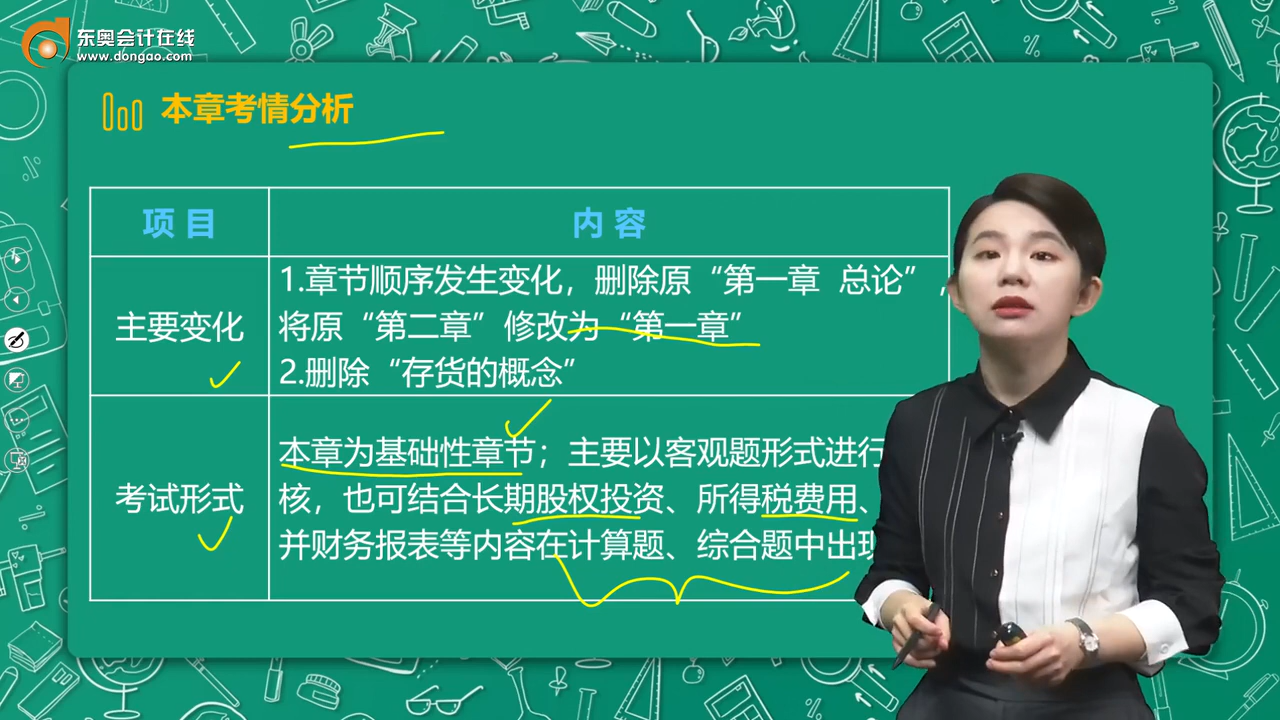 东奥会计在线
www.dongao.com
本章考情分析
项 目
内 容
主要变化
1.章节顺序发生变化，删除原“第一章 总论”，
将原“第二章”修改为“第一章”
2.删除“存货的概念”
考试形式
本章为基础性章节；主要以客观题形式进行
核，也可结合长期股权投资、所得税费用、
并财务报表等内容在计算题、综合题中出现